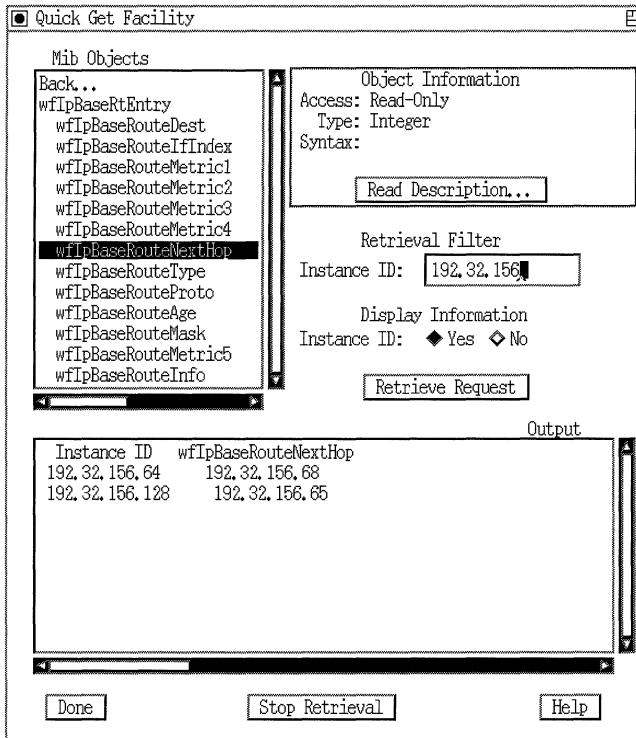 Quick Get Facility
Mib Objects
Back...
wfIpBaseRtEntry
wfIpBaseRouteDest
wfIpBaseRouteIfIndex
wfIpBaseRouteMetric1
wfIpBaseRouteMetric2
wfIpBaseRouteMetric3
wfIpBaseRouteMetric4
wfIpBaseRouteNextHop
wfIpBaseRouteType
wfIpBaseRouteProto
wfIpBaseRouteAge
wfIpBaseRouteMask
wfIpBaseRouteMetric5
wfIpBaseRouteInfo
Object Information
Access: Read-Only
Type: Integer
Syntax:
Read Description...
Retrieval Filter
Instance ID: 192.32.156
Display Information
Instance ID: Yes No
Retrieve Request
Output
Instance ID wfIpBaseRouteNextHop
192.32.156.64 192.32.156.68
192.32.156.128 192.32.156.65
Done Stop Retrieval Help